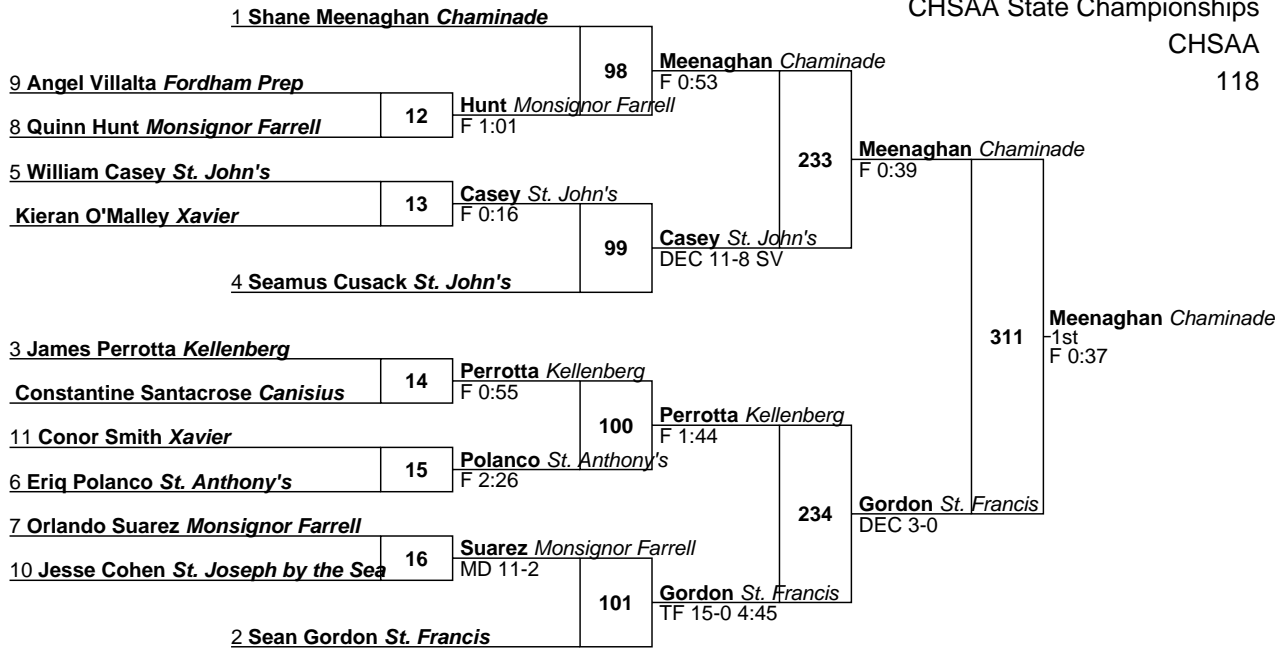 CHSAA State Championships
CHSAA
118
1 Shane Meenaghan Chaminade
9 Angel Villalta Fordham Prep
8 Quinn Hunt Monsignor Farrell
5 William Casey St. John's
Kieran O'Malley Xavier
4 Seamus Cusack St. John's
3 James Perrotta Kellenberg
Constantine Santacrose Canisius
11 Conor Smith Xavier
6 Eriq Polanco St. Anthony's
7 Orlando Suarez Monsignor Farrell
10 Jesse Cohen St. Joseph by the Sea
2 Sean Gordon St. Francis
12
13
14
15
16
Hunt Monsignor Farrell
F 1:01
Casey St. John's
F 0:16
Perrotta Kellenberg
F 0:55
Polanco St. Anthony's
F 2:26
Suarez Monsignor Farrell
MD 11-2
98
99
100
101
Meenaghan Chaminade
F 0:53
Casey St. John's
DEC 11-8 SV
Perrotta Kellenberg
F 1:44
Gordon St. Francis
TF 15-0 4:45
233
234
Meenaghan Chaminade
F 0:39
Gordon St. Francis
DEC 3-0
311
Meenaghan Chaminade
1st
F 0:37